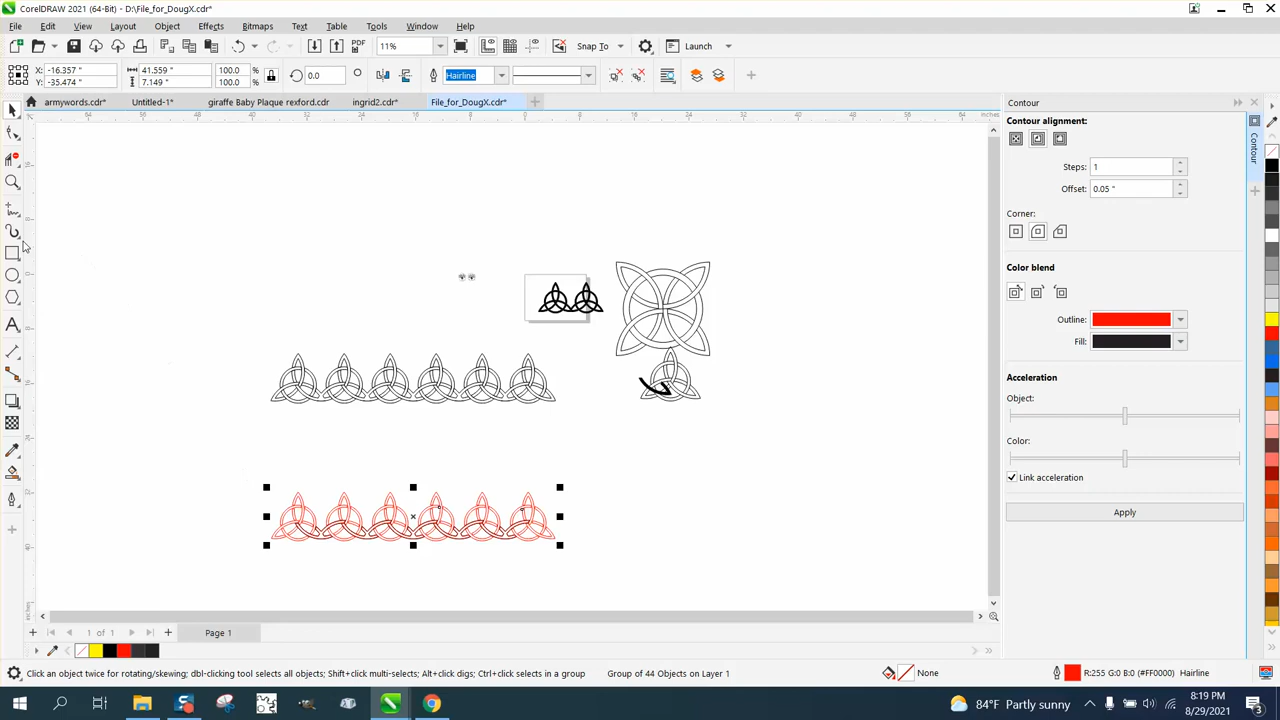 CorelDRAW 2021 (64-Bit) - D:\File_for_DougX.cdr*
File Edit View Layout Object Effects Bitmaps Text Table Tools Window Help
PDF 11% Snap To Launch
X: -16.357 " 41.559 " 100.0 % 0.0 Hairline
Y: -35.474 " 7.149 " 100.0 %
armywords.cdr* Untitled-1* giraffe Baby Plaque rexford.cdr ingrid2.cdr* File_for_DougX.cdr*
inches
Contour
Contour alignment:
Steps: 1
Offset: 0.05 "
Corner:
Color blend
Outline:
Fill:
Acceleration
Object:
Color:
Link acceleration
Apply
Contour
1 of 1 Page 1
Click an object twice for rotating/skewing; dbl-clicking tool selects all objects; Shift+click multi-selects; Alt+click digs; Ctrl+click selects in a group Group of 44 Objects on Layer 1 None R:255 G:0 B:0 (#FF0000) Hairline
84°F Partly sunny 8:19 PM
8/29/2021